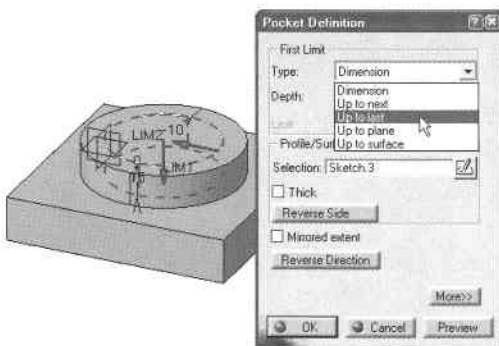 Pocket Definition
First Limit
Type: Dimension
Depth: Dimension
Up to next
Up to last
Limit
Up to plane
Profile/Sur
Up to surface
Selection: Sketch.3
Thick
Reverse Side
Mirrored extent
Reverse Direction
More>>
OK Cancel Preview
LIM2
10
LIM1